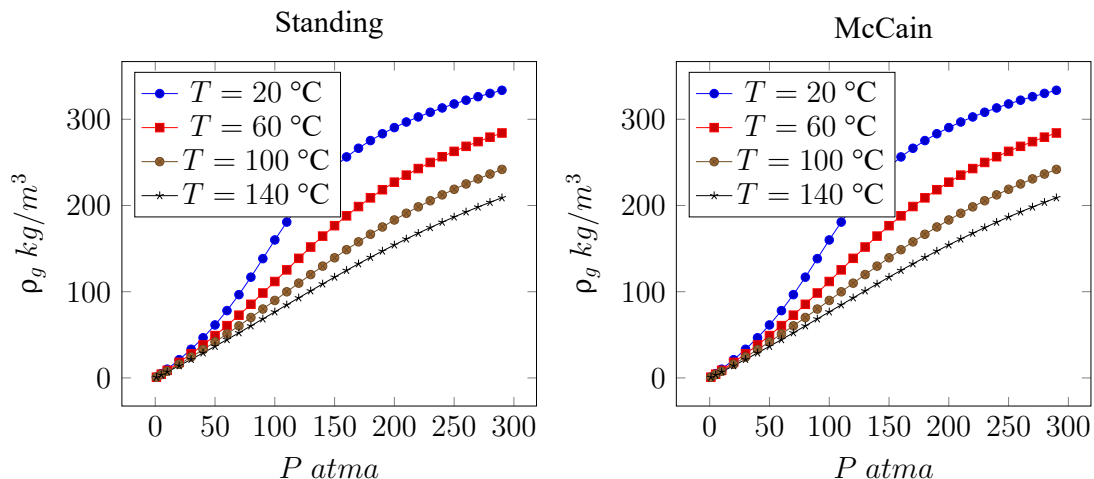 Standing
T = 20 °C
T = 60 °C
T = 100 °C
T = 140 °C
300
200
100
0
ρg kg/m³
0 50 100 150 200 250 300
P atma
McCain
T = 20 °C
T = 60 °C
T = 100 °C
T = 140 °C
300
200
100
0
ρg kg/m³
0 50 100 150 200 250 300
P atma